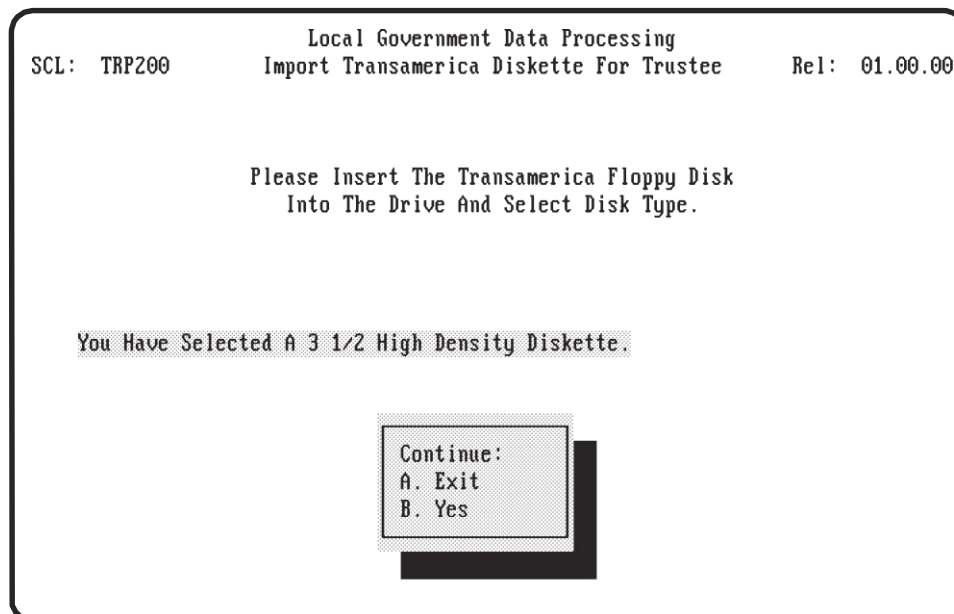 Local Government Data Processing
SCL: TRP200 Import Transamerica Diskette For Trustee Rel: 01.00.00
Please Insert The Transamerica Floppy Disk
Into The Drive And Select Disk Type.
You Have Selected A 3 1/2 High Density Diskette.
Continue:
A. Exit
B. Yes